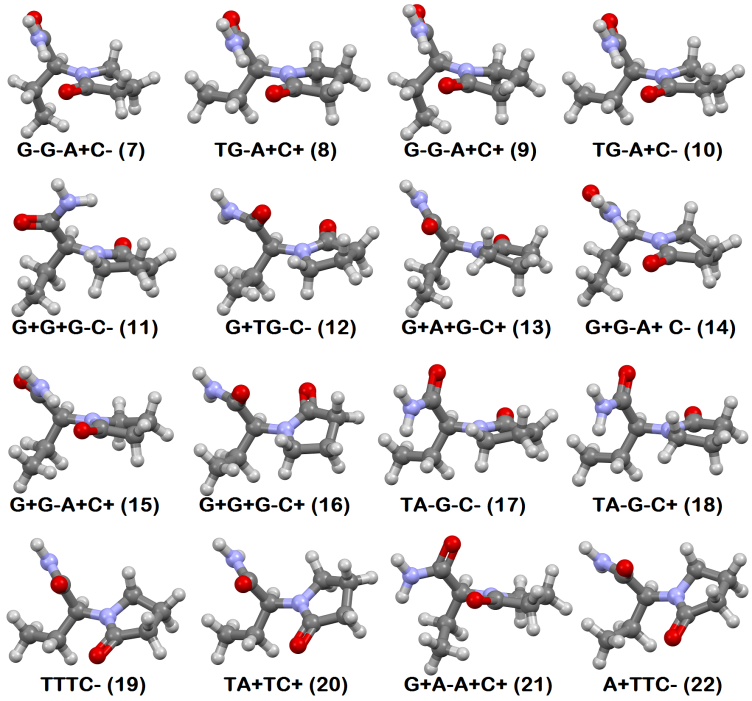 G-G-A+C- (7) TG-A+C+ (8) G-G-A+C+ (9) TG-A+C- (10)
G+G+G-C- (11) G+TG-C- (12) G+A+G-C+ (13) G+G-A+ C- (14)
G+G-A+C+ (15) G+G+G-C+ (16) TA-G-C- (17) TA-G-C+ (18)
TTTC- (19) TA+TC+ (20) G+A-A+C+ (21) A+TTC- (22)